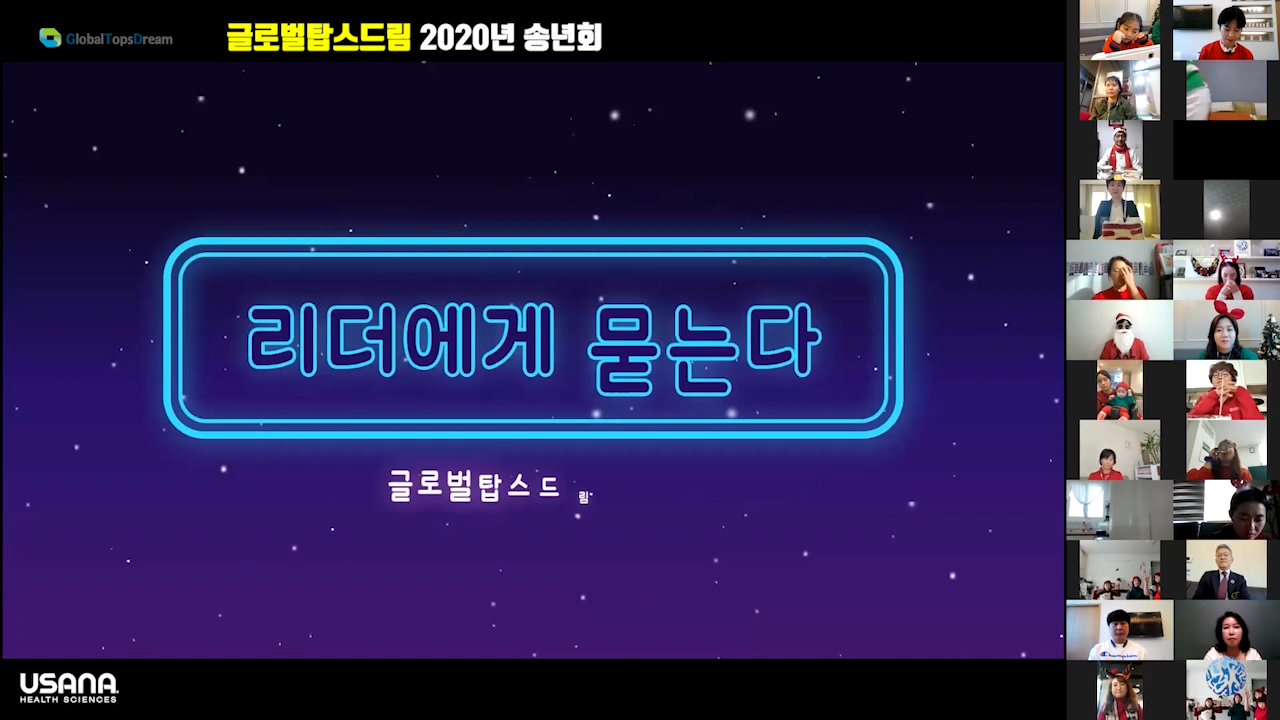 GlobalTopsDream
글로벌탑스드림 2020년 송년회
리더에게 묻는다
글로벌탑스드림
USANA
HEALTH SCIENCES
Champion